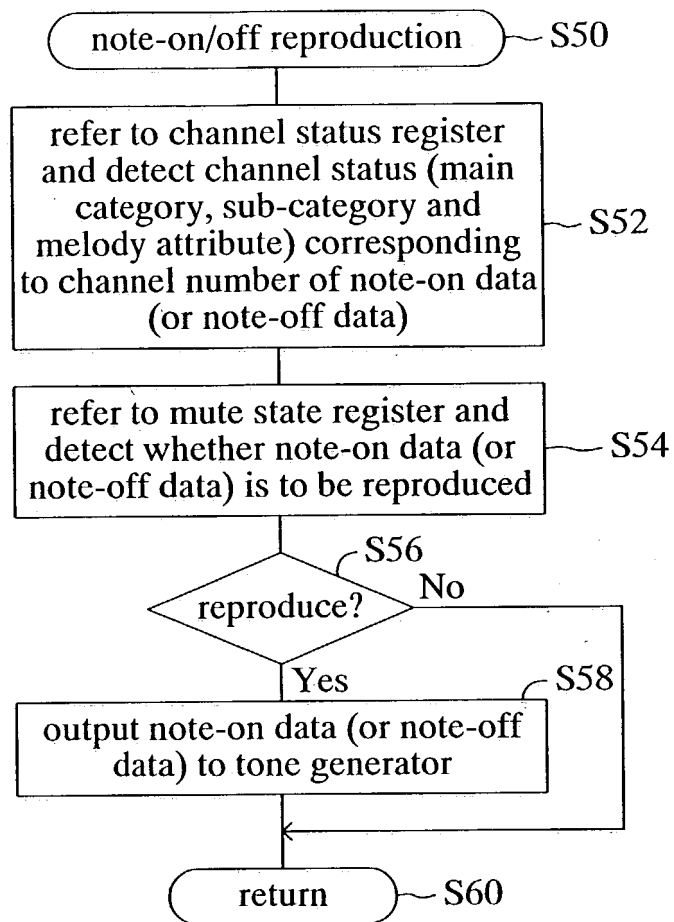 note-on/off reproduction
S50
refer to channel status register
and detect channel status (main
category, sub-category and
melody attribute) corresponding
to channel number of note-on data
(or note-off data)
S52
refer to mute state register and
detect whether note-on data (or
note-off data) is to be reproduced
S54
S56
reproduce?
No
Yes
S58
output note-on data (or note-off
data) to tone generator
return
S60